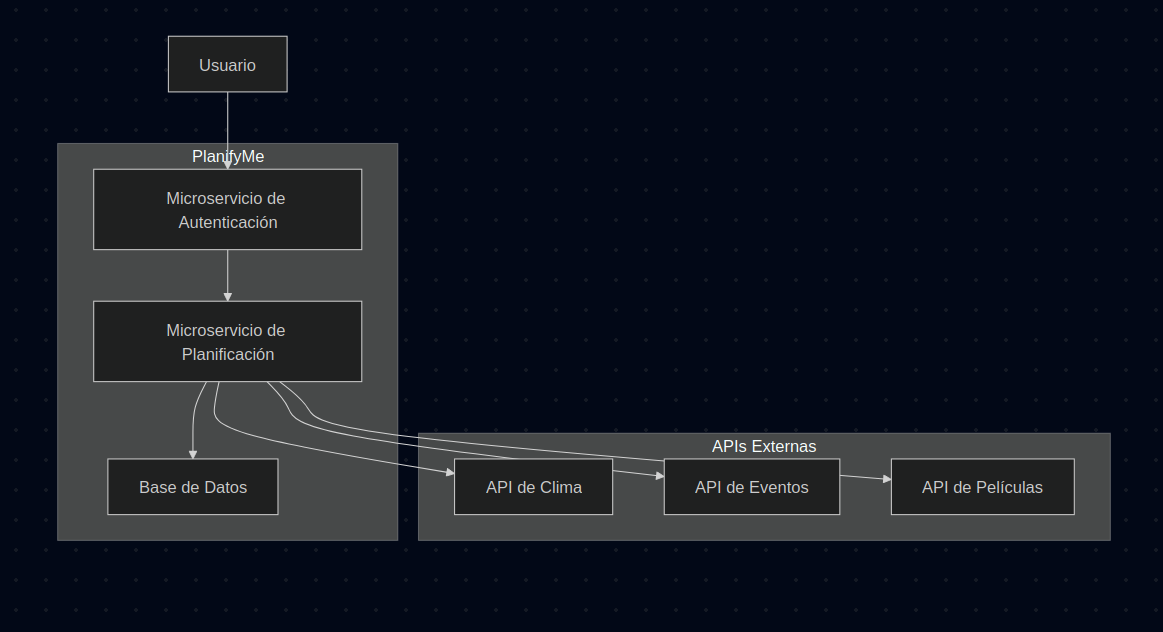 Usuario
PlanifyMe
Microservicio de
Autenticación
Microservicio de
Planificación
Base de Datos
APIs Externas
API de Clima
API de Eventos
API de Películas